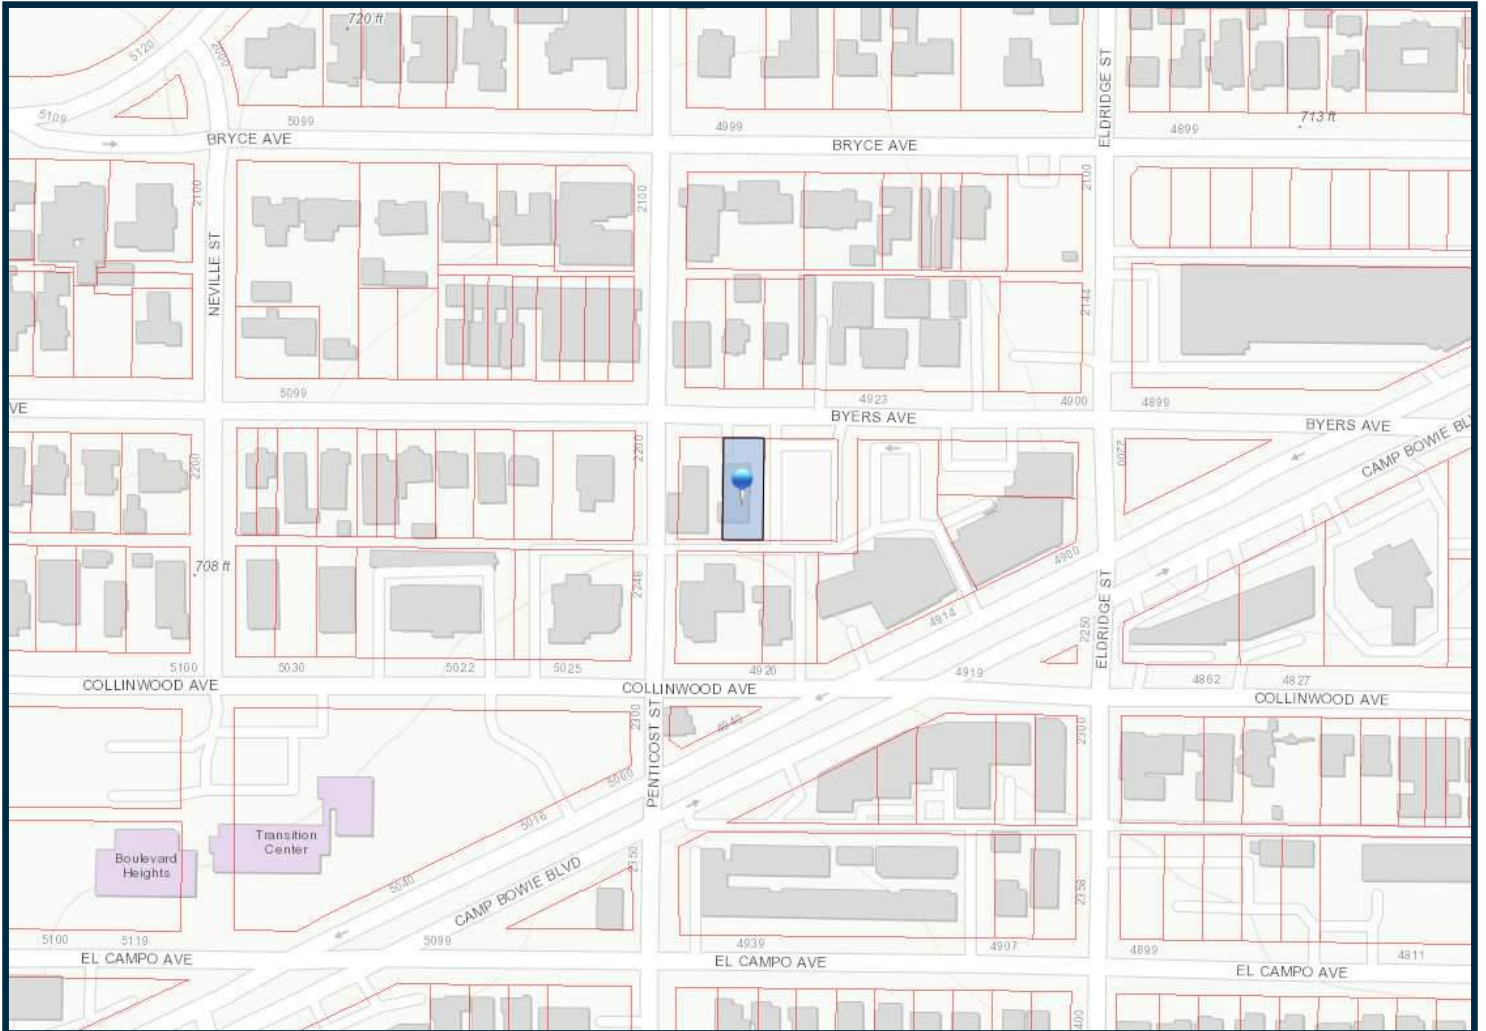 720 ft
5120
2000
ELDRIDGE ST
5109
5099
4999
713 ft
4899
BRYCE AVE
BRYCE AVE
2100
2100
2100
NEVILLE ST
2144
5099
4923
4900
4899
VE
BYERS AVE
BYERS AVE
CAMP BOWIE BL
2200
2200
2200
708 ft
2248
4900
4914
ELDRIDGE ST
2250
5100
5030
5022
5025
4926
4919
4862
4827
COLLINWOOD AVE
COLLINWOOD AVE
COLLINWOOD AVE
2300
PENTICOST ST
4940
2300
5000
5016
Transition
Center
Boulevard
Heights
2350
5040
CAMP BOWIE BLVD
2358
5100
5119
5099
4939
4907
4899
4811
EL CAMPO AVE
EL CAMPO AVE
EL CAMPO AVE
400